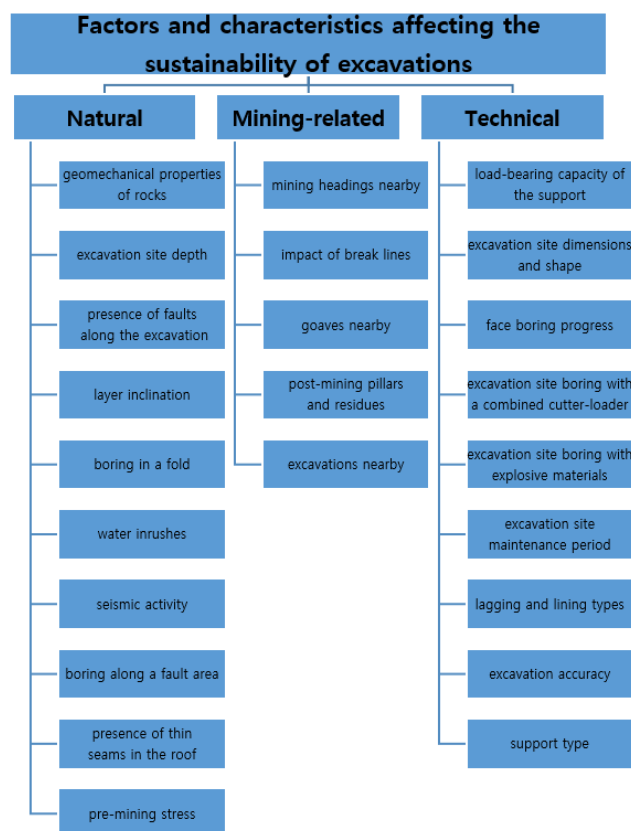 Factors and characteristics affecting the
sustainability of excavations
Natural
geomechanical properties
of rocks
excavation site depth
presence of faults
along the excavation
layer inclination
boring in a fold
water inrushes
seismic activity
boring along a fault area
presence of thin
seams in the roof
pre-mining stress
Mining-related
mining headings nearby
impact of break lines
goaves nearby
post-mining pillars
and residues
excavations nearby
Technical
load-bearing capacity of
the support
excavation site dimensions
and shape
face boring progress
excavation site boring with
a combined cutter-loader
excavation site boring with
explosive materials
excavation site
maintenance period
lagging and lining types
excavation accuracy
support type